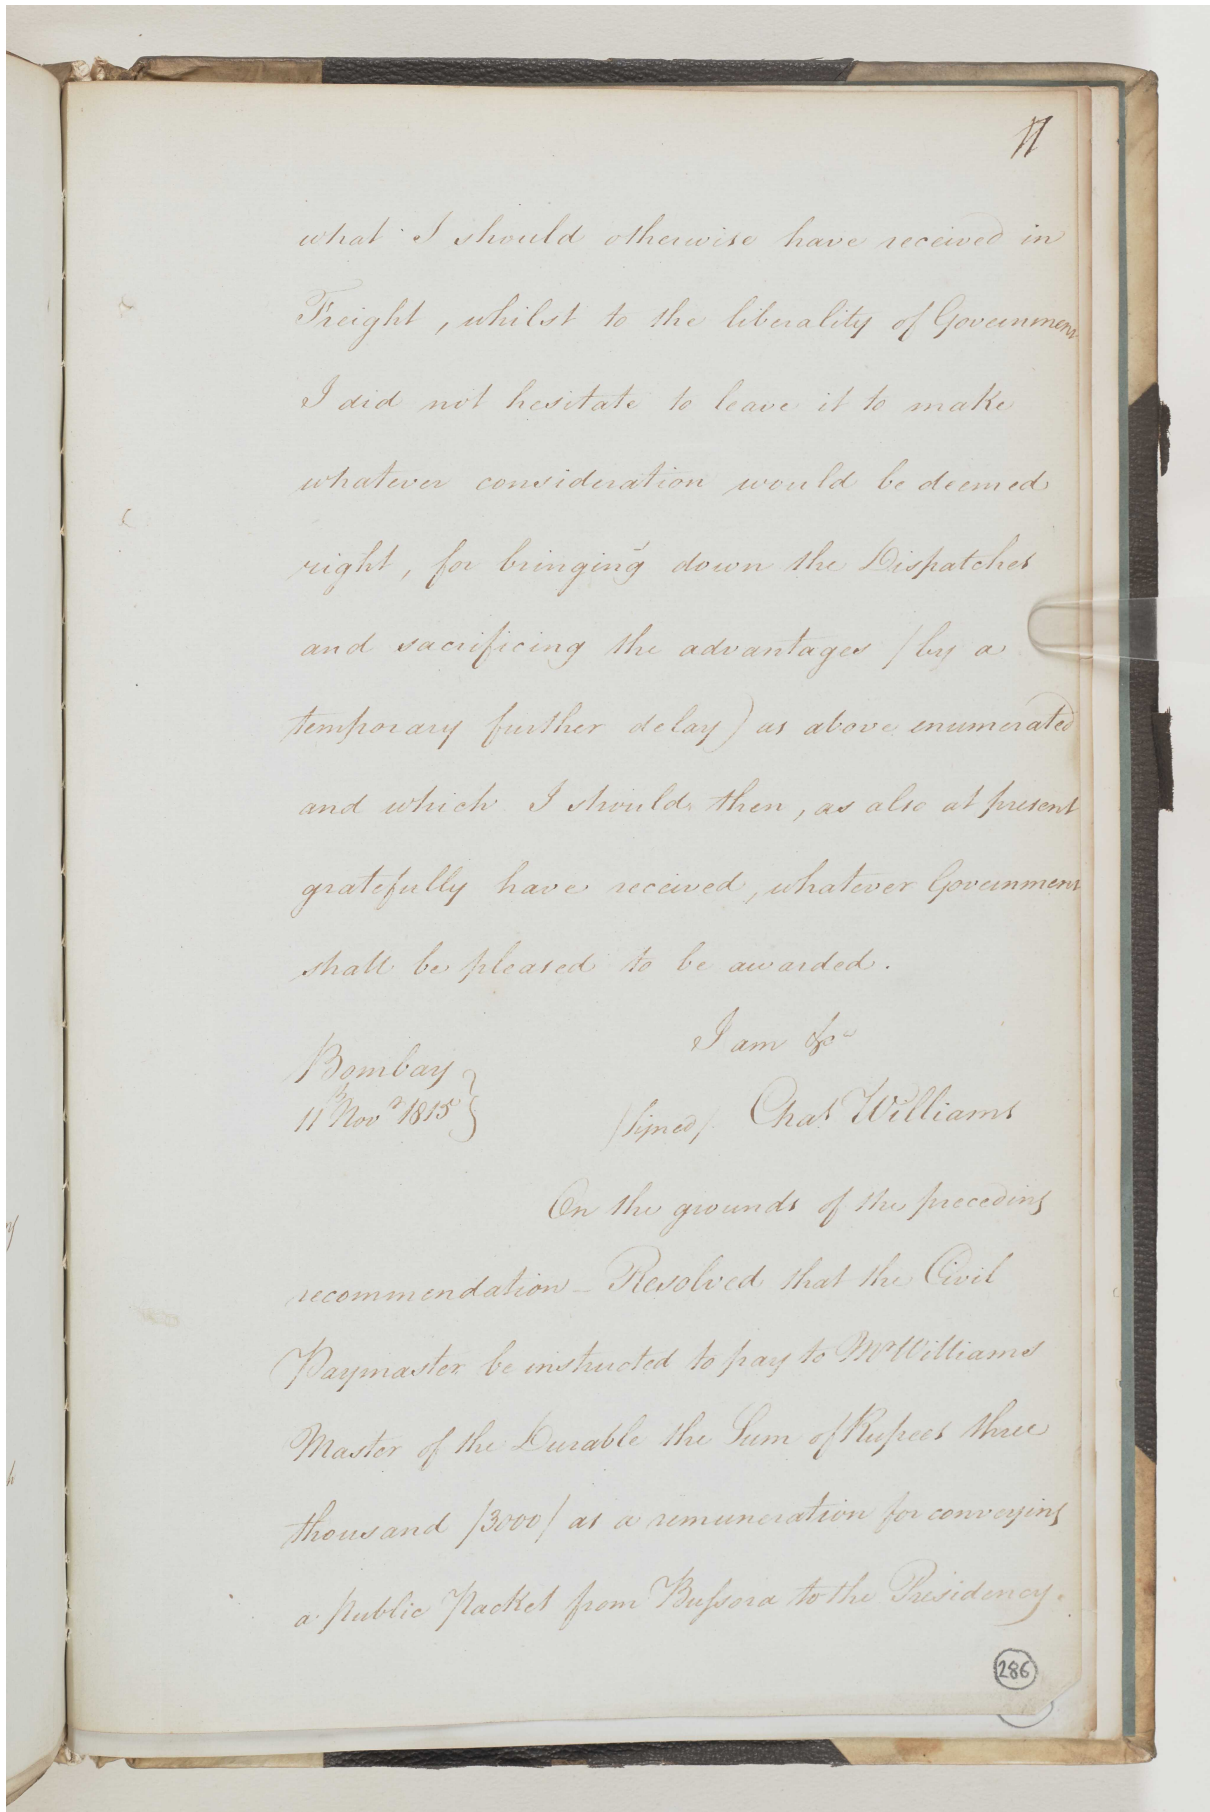 11
what I should otherwise have received in
Freight, whilst to the liberality of Government
I did not hesitate to leave it to make
whatever consideration would be deemed
right, for bringing down the Dispatches
and sacrificing the advantages /by a
temporary further delay) as above enumerated
and which I should then, as also at present
gratefully have received, whatever Government
shall be pleased to be awarded.
I am &c
Bombay }
11th Novr 1815 }
/Signed/ Chas Williams
On the grounds of the preceding
recommendation - Resolved that the Civil
Paymaster be instructed to pay to Mr Williams
Master of the Durable the Sum of Rupees three
thousand /3000/ as a remuneration for conveying
a public Packet from Bussora to the Presidency.
286